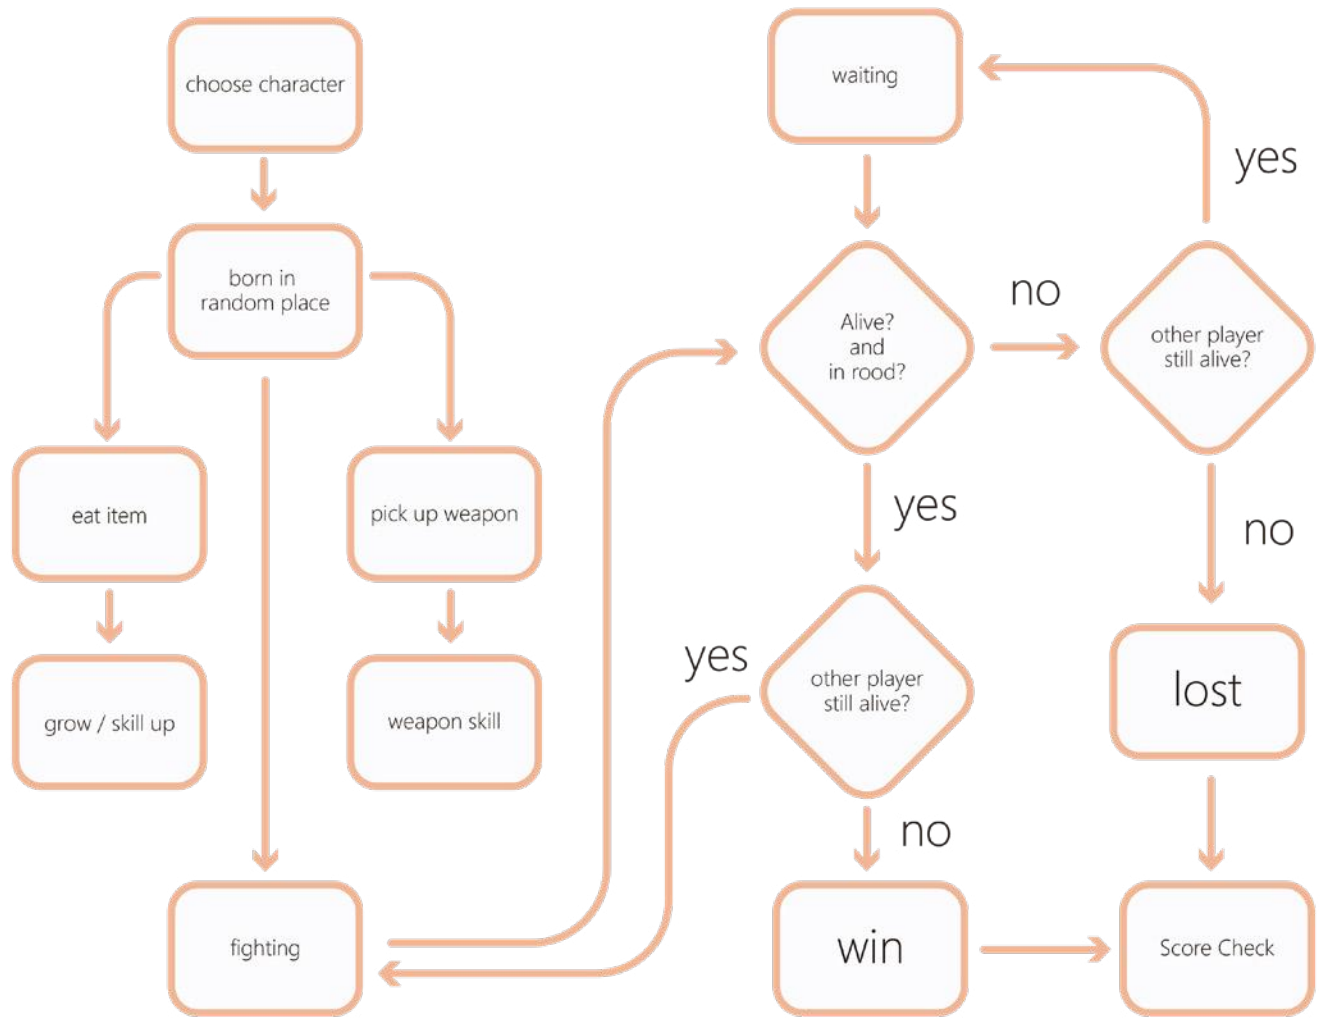 choose character
born in
random place
eat item
pick up weapon
grow / skill up
weapon skill
fighting
waiting
yes
Alive?
and
in rood?
no
other player
still alive?
yes
no
yes
other player
still alive?
lost
no
win
Score Check